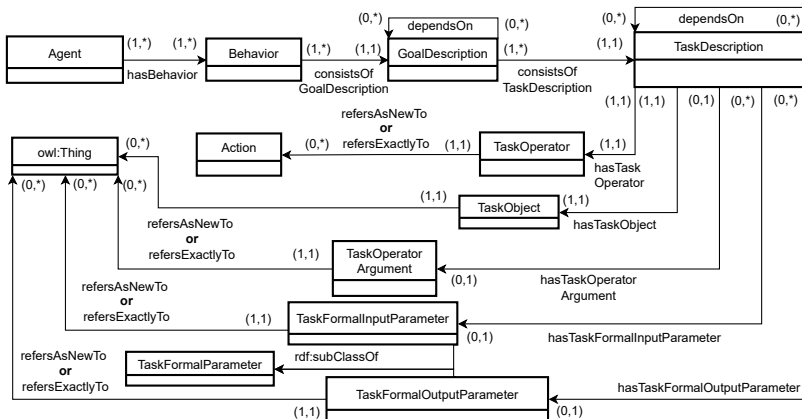 (0,*)
dependsOn
(0,*)
(0,*)
dependsOn
(0,*)
Agent
(1,*)
(1,*)
hasBehavior
Behavior
(1,*)
(1,1)
consistsOf
GoalDescription
GoalDescription
(1,*)
(1,1)
consistsOf
TaskDescription
TaskDescription
(1,1)
(1,1)
(0,1)
(0,*)
(0,*)
owl:Thing
(0,*)
(0,*)
(0,*)
(0,*)
Action
(0,*)
refersAsNewTo
or
refersExactlyTo
(1,1)
TaskOperator
(1,1)
hasTask
Operator
(1,1)
TaskObject
(1,1)
hasTaskObject
refersAsNewTo
or
refersExactlyTo
(1,1)
TaskOperator
Argument
(0,1)
hasTaskOperator
Argument
refersAsNewTo
or
refersExactlyTo
(1,1)
TaskFormalInputParameter
(0,1)
hasTaskFormalInputParameter
TaskFormalParameter
rdf:subClassOf
refersAsNewTo
or
refersExactlyTo
(1,1)
TaskFormalOutputParameter
(0,1)
hasTaskFormalOutputParameter